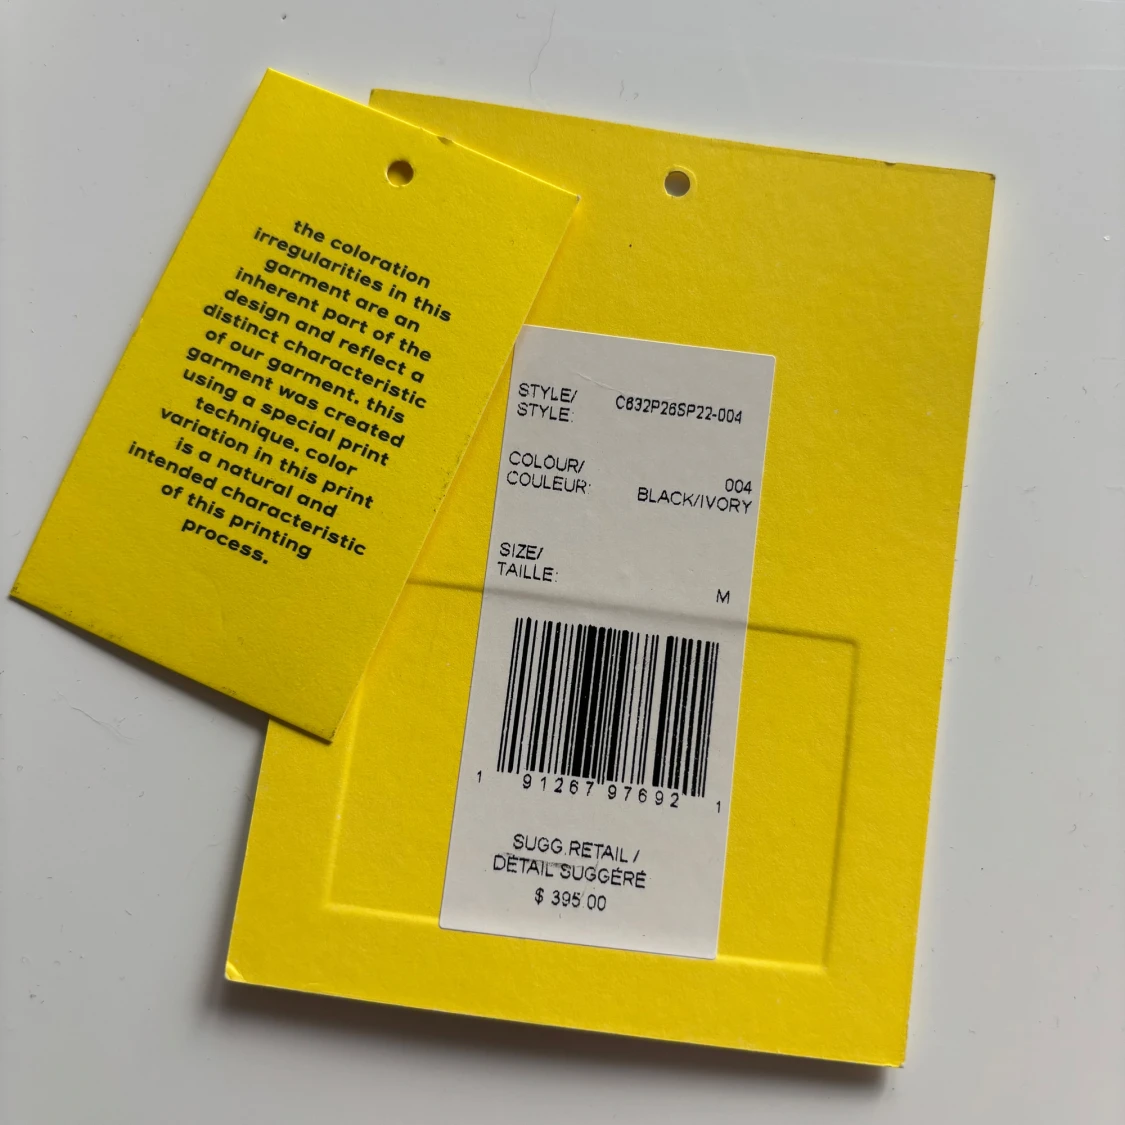 the coloration
irregularities in this
garment are an
inherent part of the
design and reflect a
distinct characteristic
of our garment. this
garment was created
using a special print
technique. color
variation in this print
is a natural and
intended characteristic
of this printing
process.
STYLE/
STYLE: C632P26SP22-004
COLOUR/
COULEUR: 004
BLACK/IVORY
SIZE/
TAILLE:
M
1 91267 97692 1
SUGG.RETAIL /
DÉTAIL SUGGÉRÉ
$ 395.00